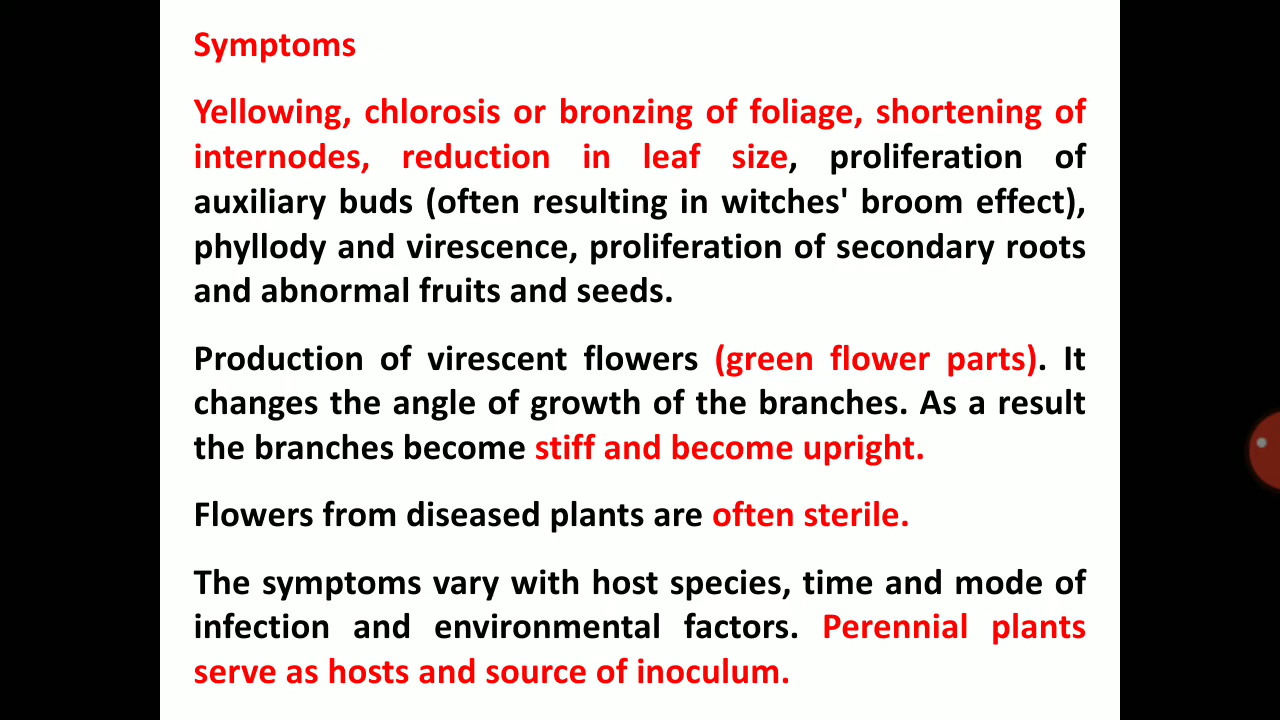 Symptoms
Yellowing, chlorosis or bronzing of foliage, shortening of
internodes, reduction in leaf size, proliferation of
auxiliary buds (often resulting in witches' broom effect),
phyllody and virescence, proliferation of secondary roots
and abnormal fruits and seeds.
Production of virescent flowers (green flower parts). It
changes the angle of growth of the branches. As a result
the branches become stiff and become upright.
Flowers from diseased plants are often sterile.
The symptoms vary with host species, time and mode of
infection and environmental factors. Perennial plants
serve as hosts and source of inoculum.